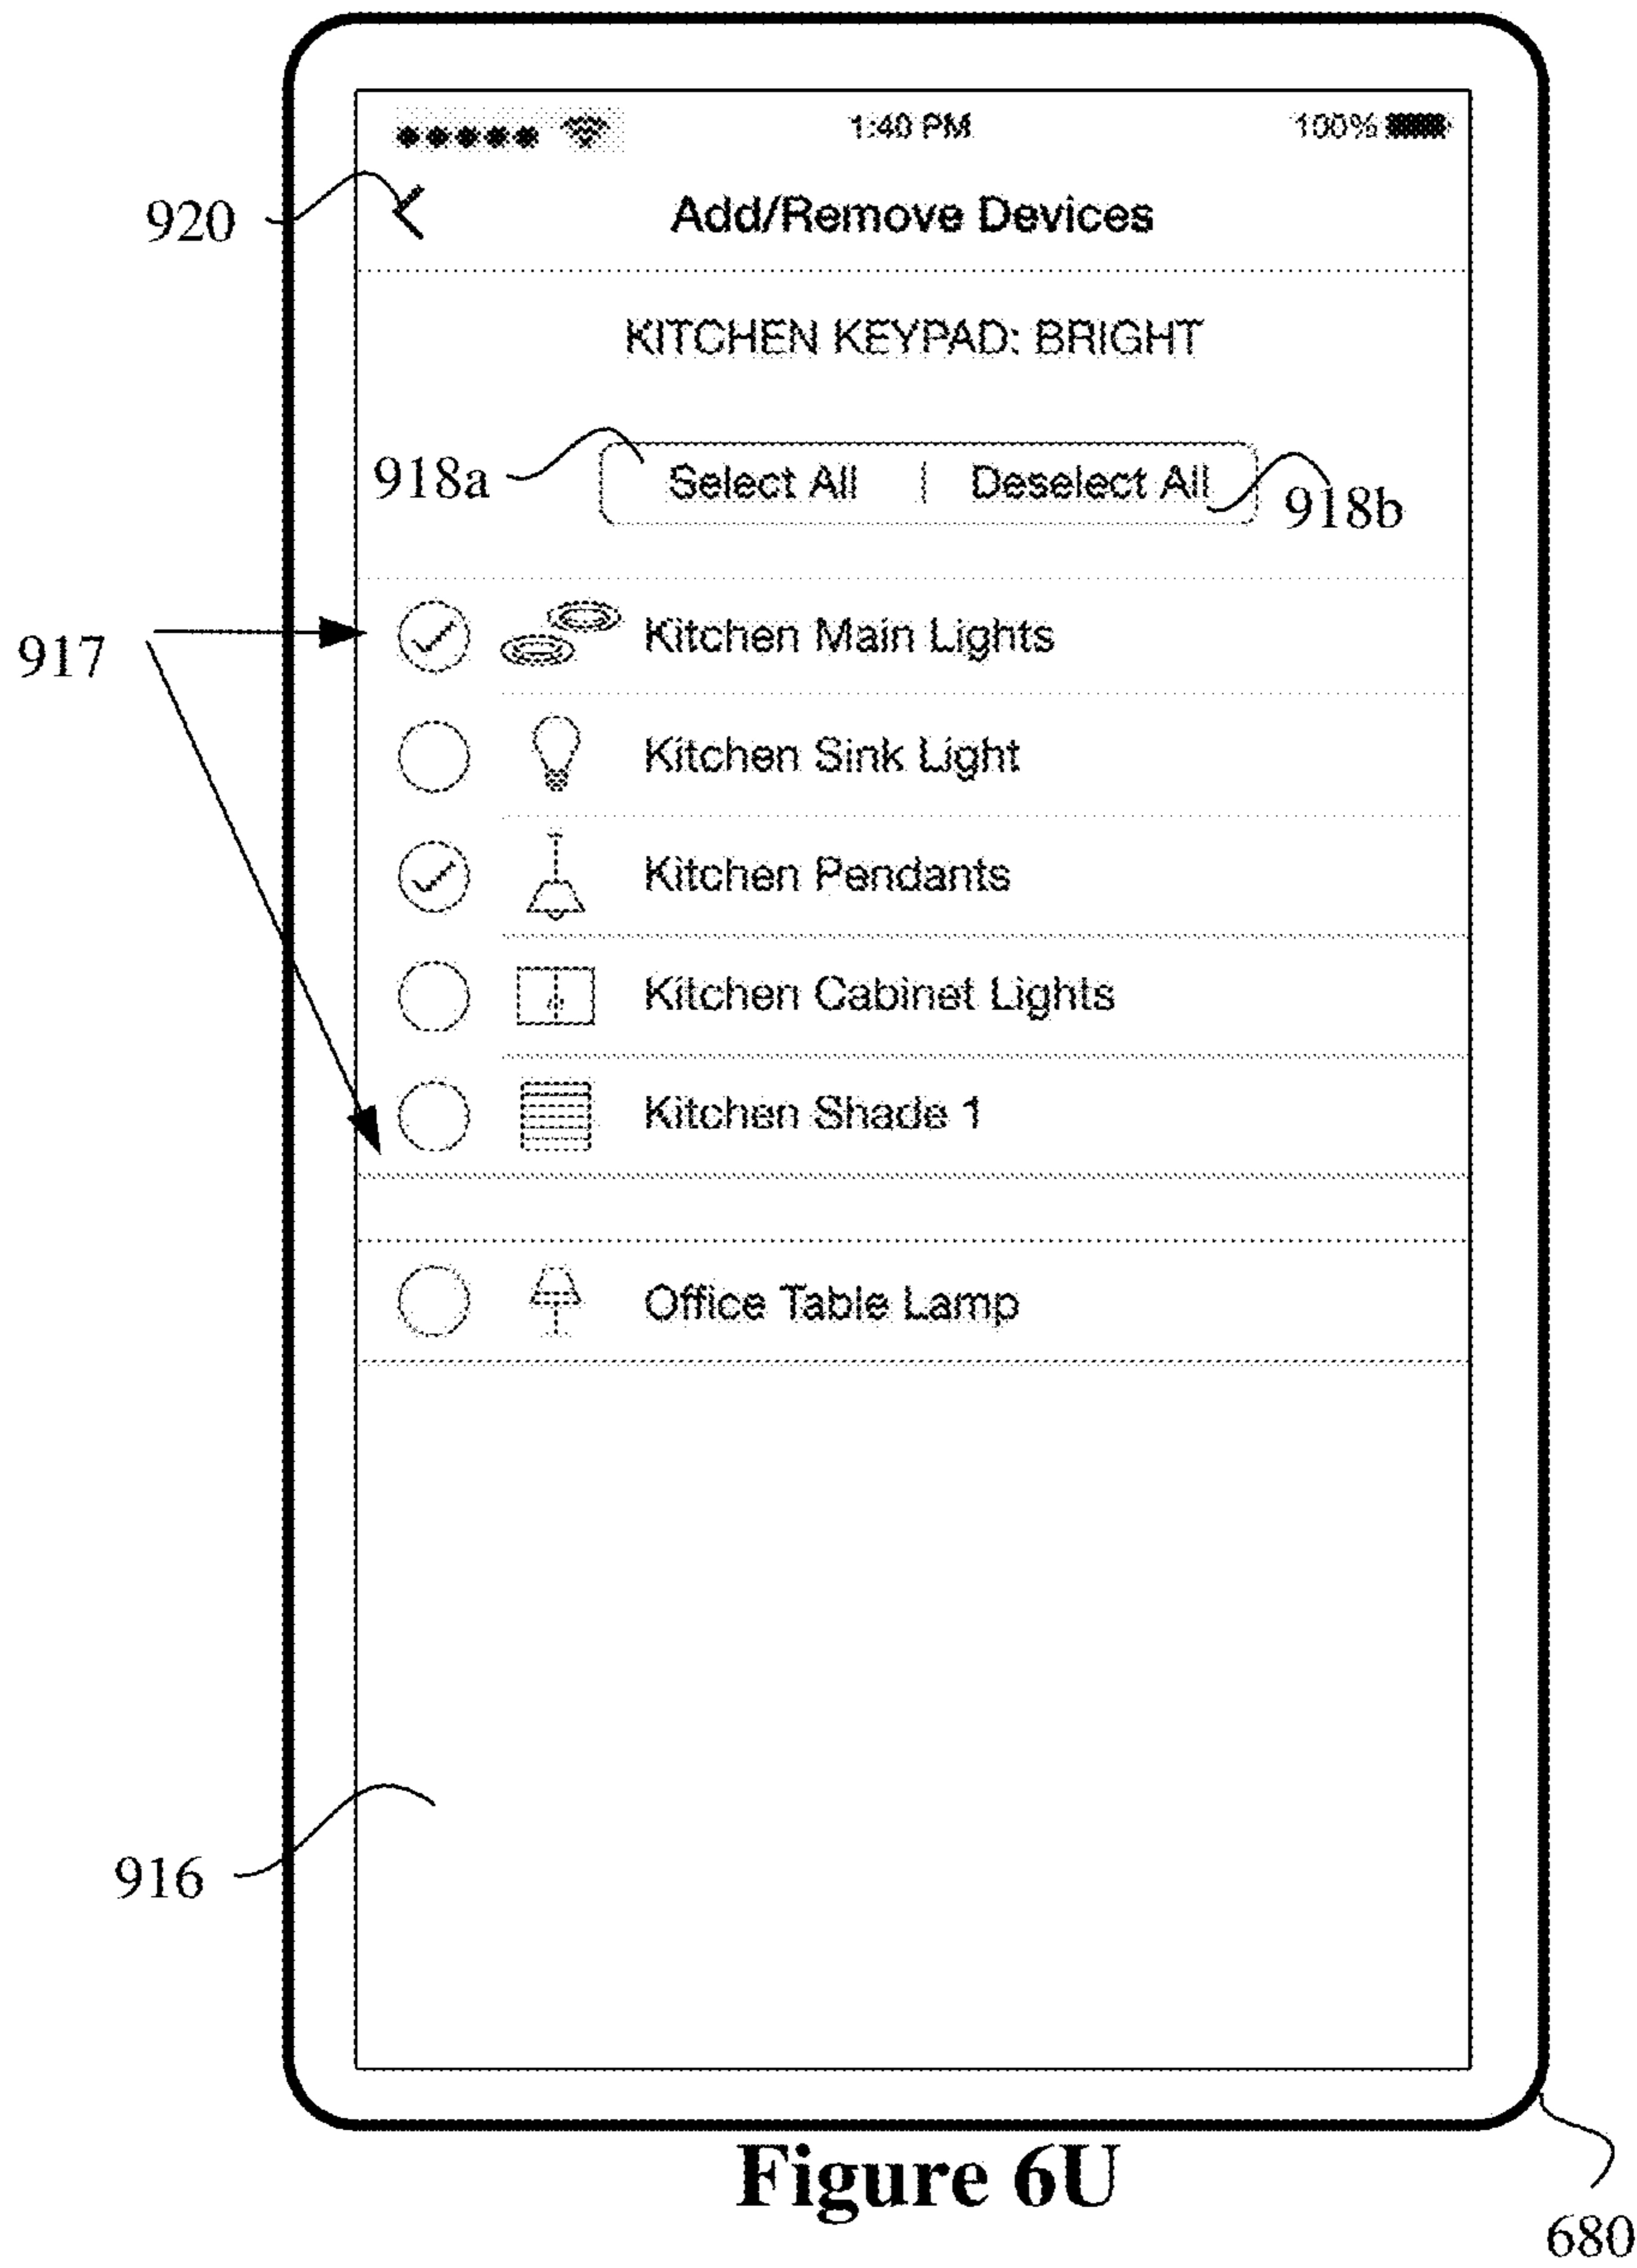 1:40 PM 100%
920
Add/Remove Devices
KITCHEN KEYPAD: BRIGHT
918a Select All | Deselect All 918b
917
Kitchen Main Lights
Kitchen Sink Light
Kitchen Pendants
Kitchen Cabinet Lights
Kitchen Shade 1
Office Table Lamp
916
Figure 6U
680